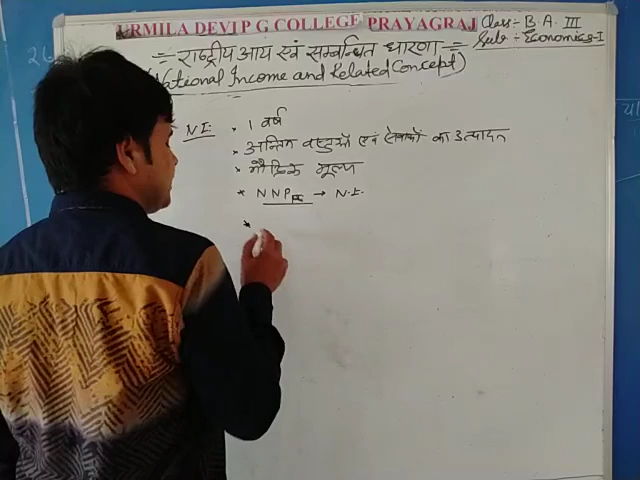 URMILA DEVI P G COLLEGE PRAYAGRAJ
Class :- B. A. III
Sub :- Economics-I
राष्ट्रीय आय एवं सम्बन्धित धारणा
(National Income and Related Concept)
N I :
* 1 वर्ष
* अन्तिम वस्तुओं एवं सेवाओं का उत्पादन
* मौद्रिक मूल्य
* NNP FC → N.I.
*